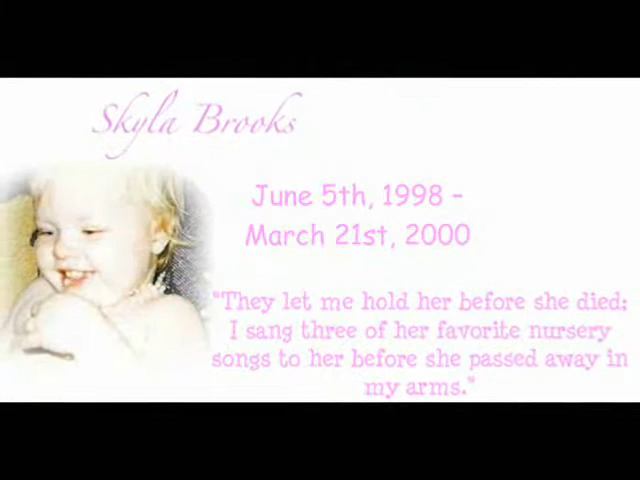 Skyla Brooks
June 5th, 1998 -
March 21st, 2000
"They let me hold her before she died;
I sang three of her favorite nursery
songs to her before she passed away in
my arms."